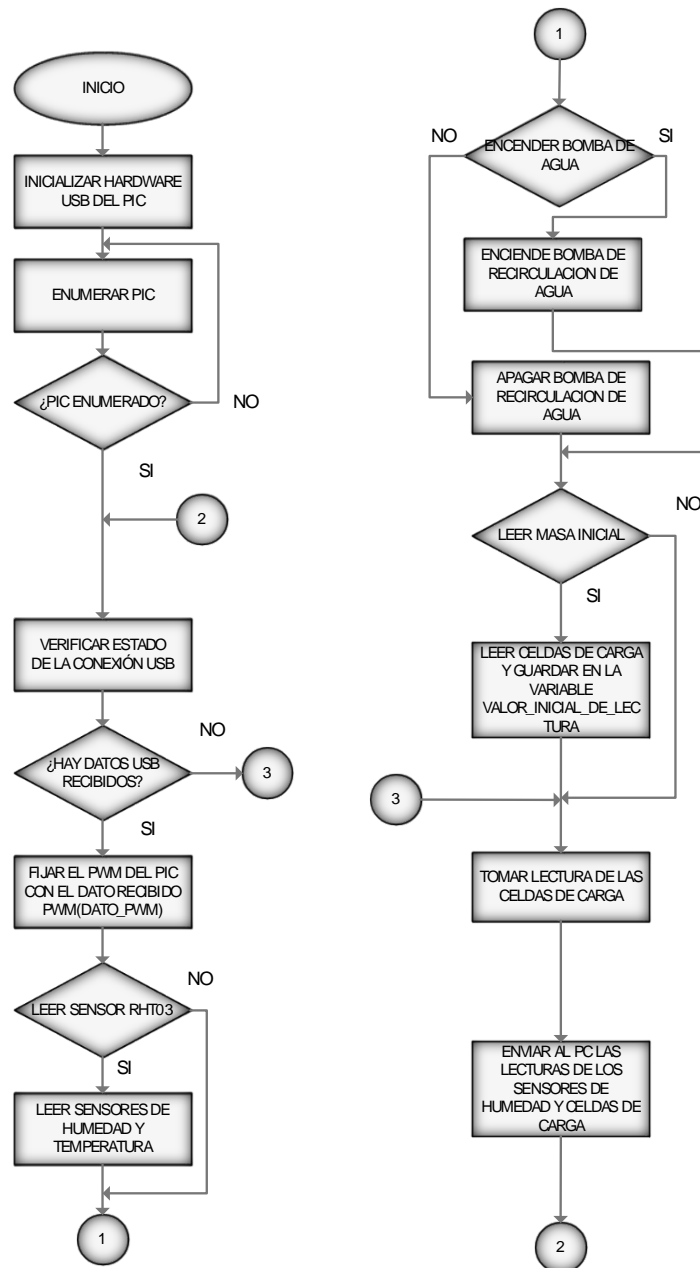 INICIO
INICIALIZAR HARDWARE
USB DEL PIC
ENUMERAR PIC
¿PIC ENUMERADO?
NO
SI
2
VERIFICAR ESTADO
DE LA CONEXIÓN USB
NO
¿HAY DATOS USB
RECIBIDOS?
3
SI
FIJAR EL PWM DEL PIC
CON EL DATO RECIBIDO
PWM(DATO_PWM)
NO
LEER SENSOR RHT03
SI
LEER SENSORES DE
HUMEDAD Y
TEMPERATURA
1
1
NO
ENCENDER BOMBA DE
AGUA
SI
ENCIENDE BOMBA DE
RECIRCULACION DE
AGUA
APAGAR BOMBA DE
RECIRCULACION DE
AGUA
NO
LEER MASA INICIAL
SI
LEER CELDAS DE CARGA
Y GUARDAR EN LA
VARIABLE
VALOR_INICIAL_DE_LEC
TURA
3
TOMAR LECTURA DE LAS
CELDAS DE CARGA
ENVIAR AL PC LAS
LECTURAS DE LOS
SENSORES DE
HUMEDAD Y CELDAS DE
CARGA
2